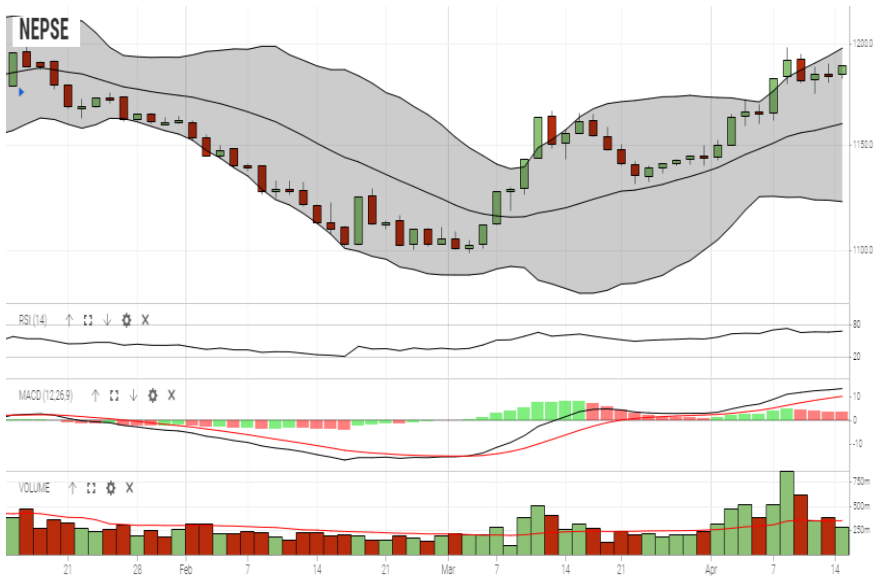 NEPSE
1200.0
1150.0
1100.0
RSI (14)
80
20
MACD (12,26,9)
10
0
-10
VOLUME
750m
500m
250m
21 28 Feb 7 14 21 Mar 7 14 21 Apr 7 14